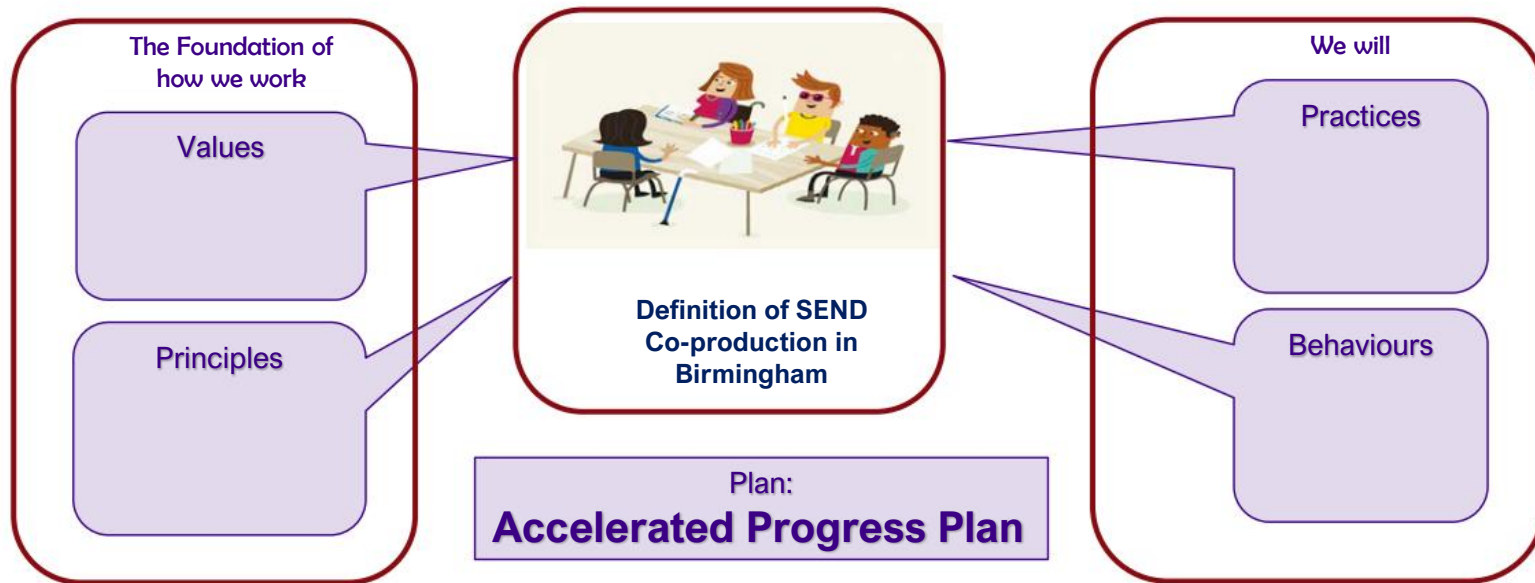 The Foundation of
how we work
Values
Principles
Definition of SEND
Co-production in
Birmingham
Plan:
Accelerated Progress Plan
We will
Practices
Behaviours